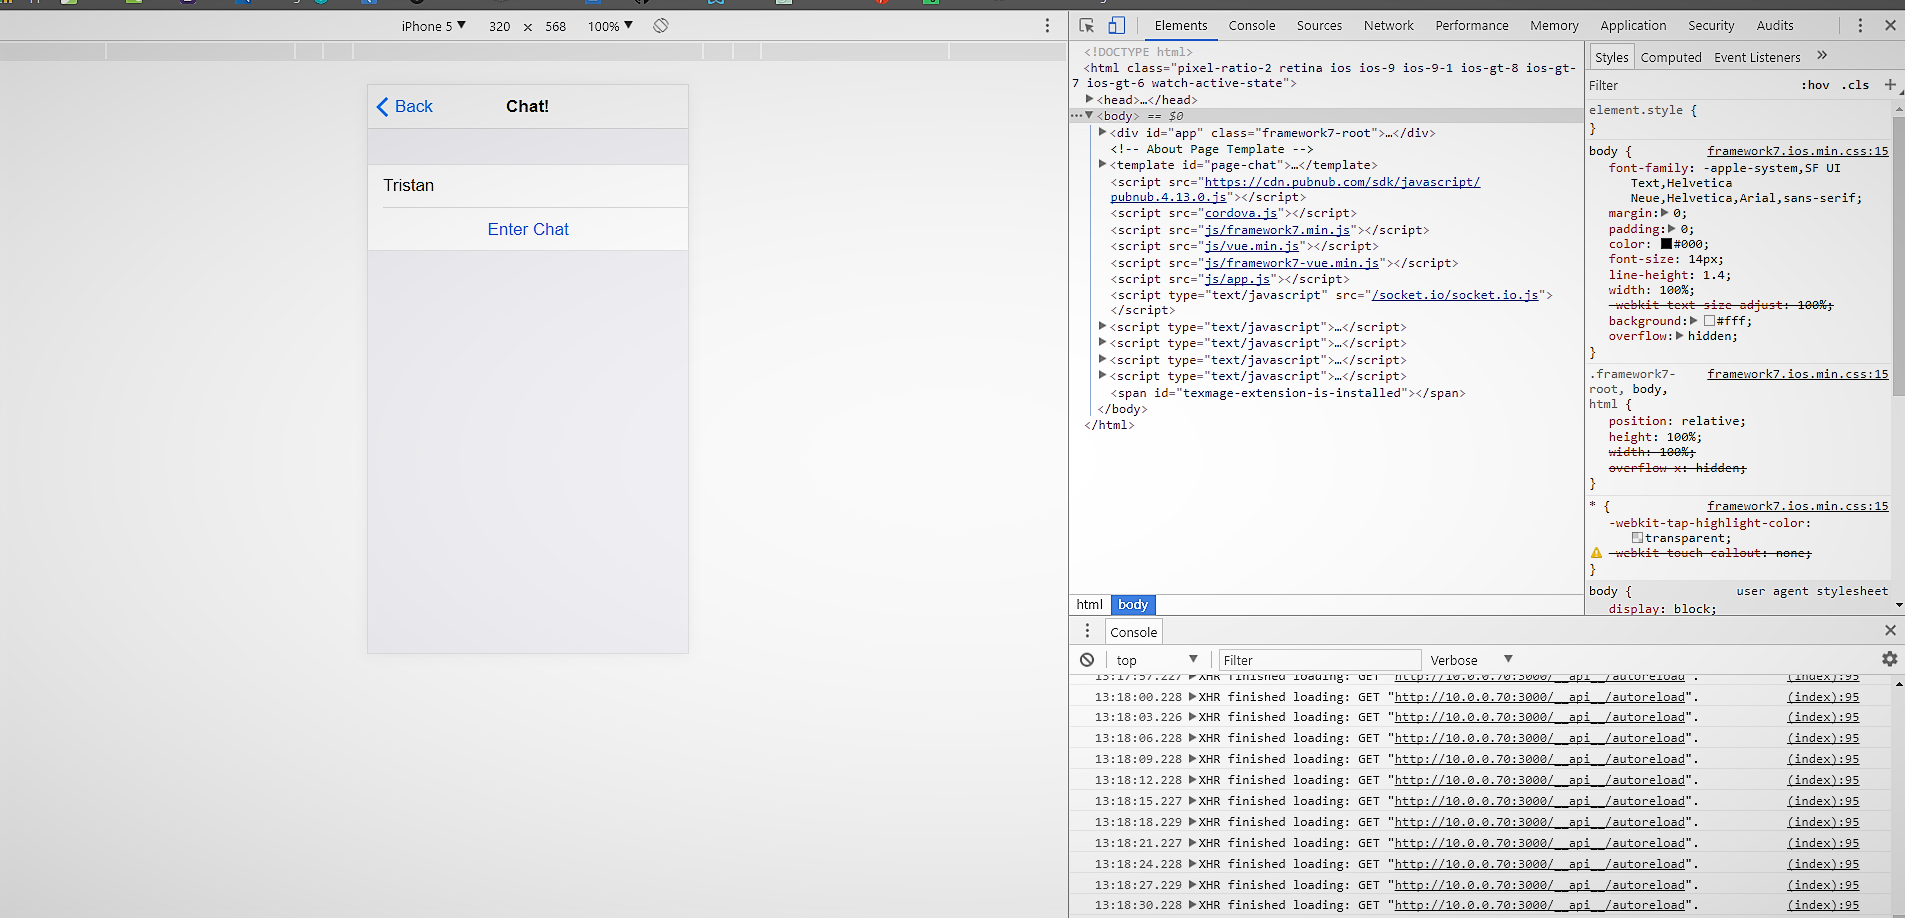 iPhone 5 ▼ 320 × 568 100% ▼
Back
Chat!
Tristan
Enter Chat
Elements Console Sources Network Performance Memory Application Security Audits
<!DOCTYPE html>
<html class="pixel-ratio-2 retina ios ios-9 ios-9-1 ios-gt-8 ios-gt-
7 ios-gt-6 watch-active-state">
<head>…</head>
<body> == $0
<div id="app" class="framework7-root">…</div>
<!-- About Page Template -->
<template id="page-chat">…</template>
<script src="https://cdn.pubnub.com/sdk/javascript/
pubnub.4.13.0.js"></script>
<script src="cordova.js"></script>
<script src="js/framework7.min.js"></script>
<script src="js/vue.min.js"></script>
<script src="js/framework7-vue.min.js"></script>
<script src="js/app.js"></script>
<script type="text/javascript" src="/socket.io/socket.io.js">
</script>
<script type="text/javascript">…</script>
<script type="text/javascript">…</script>
<script type="text/javascript">…</script>
<script type="text/javascript">…</script>
<span id="texmage-extension-is-installed"></span>
</body>
</html>
html body
Styles Computed Event Listeners »
Filter :hov .cls +
element.style {
}
body { framework7.ios.min.css:15
font-family: -apple-system,SF UI
Text,Helvetica
Neue,Helvetica,Arial,sans-serif;
margin: 0;
padding: 0;
color: #000;
font-size: 14px;
line-height: 1.4;
width: 100%;
-webkit-text-size-adjust: 100%;
background: #fff;
overflow: hidden;
}
.framework7- framework7.ios.min.css:15
root, body,
html {
position: relative;
height: 100%;
width: 100%;
overflow-x: hidden;
}
* { framework7.ios.min.css:15
-webkit-tap-highlight-color:
transparent;
-webkit-touch-callout: none;
}
body { user agent stylesheet
display: block;
Console
top ▼ Filter Verbose ▼
13:17:57.227 XHR finished loading: GET "http://10.0.0.70:3000/__api__/autoreload". (index):95
13:18:00.228 XHR finished loading: GET "http://10.0.0.70:3000/__api__/autoreload". (index):95
13:18:03.226 XHR finished loading: GET "http://10.0.0.70:3000/__api__/autoreload". (index):95
13:18:06.228 XHR finished loading: GET "http://10.0.0.70:3000/__api__/autoreload". (index):95
13:18:09.228 XHR finished loading: GET "http://10.0.0.70:3000/__api__/autoreload". (index):95
13:18:12.228 XHR finished loading: GET "http://10.0.0.70:3000/__api__/autoreload". (index):95
13:18:15.227 XHR finished loading: GET "http://10.0.0.70:3000/__api__/autoreload". (index):95
13:18:18.229 XHR finished loading: GET "http://10.0.0.70:3000/__api__/autoreload". (index):95
13:18:21.227 XHR finished loading: GET "http://10.0.0.70:3000/__api__/autoreload". (index):95
13:18:24.228 XHR finished loading: GET "http://10.0.0.70:3000/__api__/autoreload". (index):95
13:18:27.229 XHR finished loading: GET "http://10.0.0.70:3000/__api__/autoreload". (index):95
13:18:30.228 XHR finished loading: GET "http://10.0.0.70:3000/__api__/autoreload". (index):95